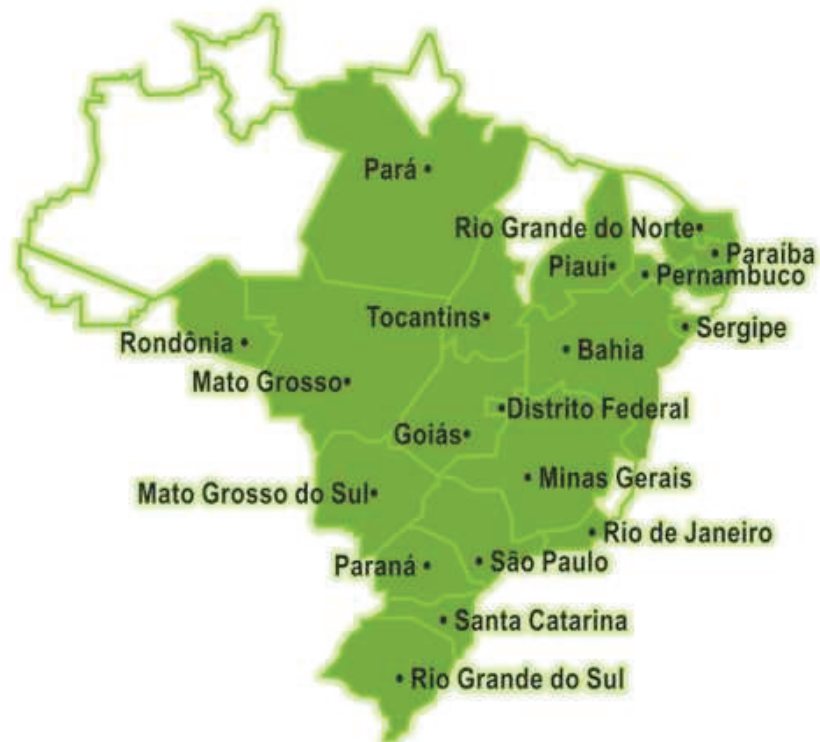 Pará
Rio Grande do Norte
Paraíba
Piauí
Pernambuco
Tocantins
Sergipe
Rondônia
Bahia
Mato Grosso
Distrito Federal
Goiás
Minas Gerais
Mato Grosso do Sul
Rio de Janeiro
São Paulo
Paraná
Santa Catarina
Rio Grande do Sul